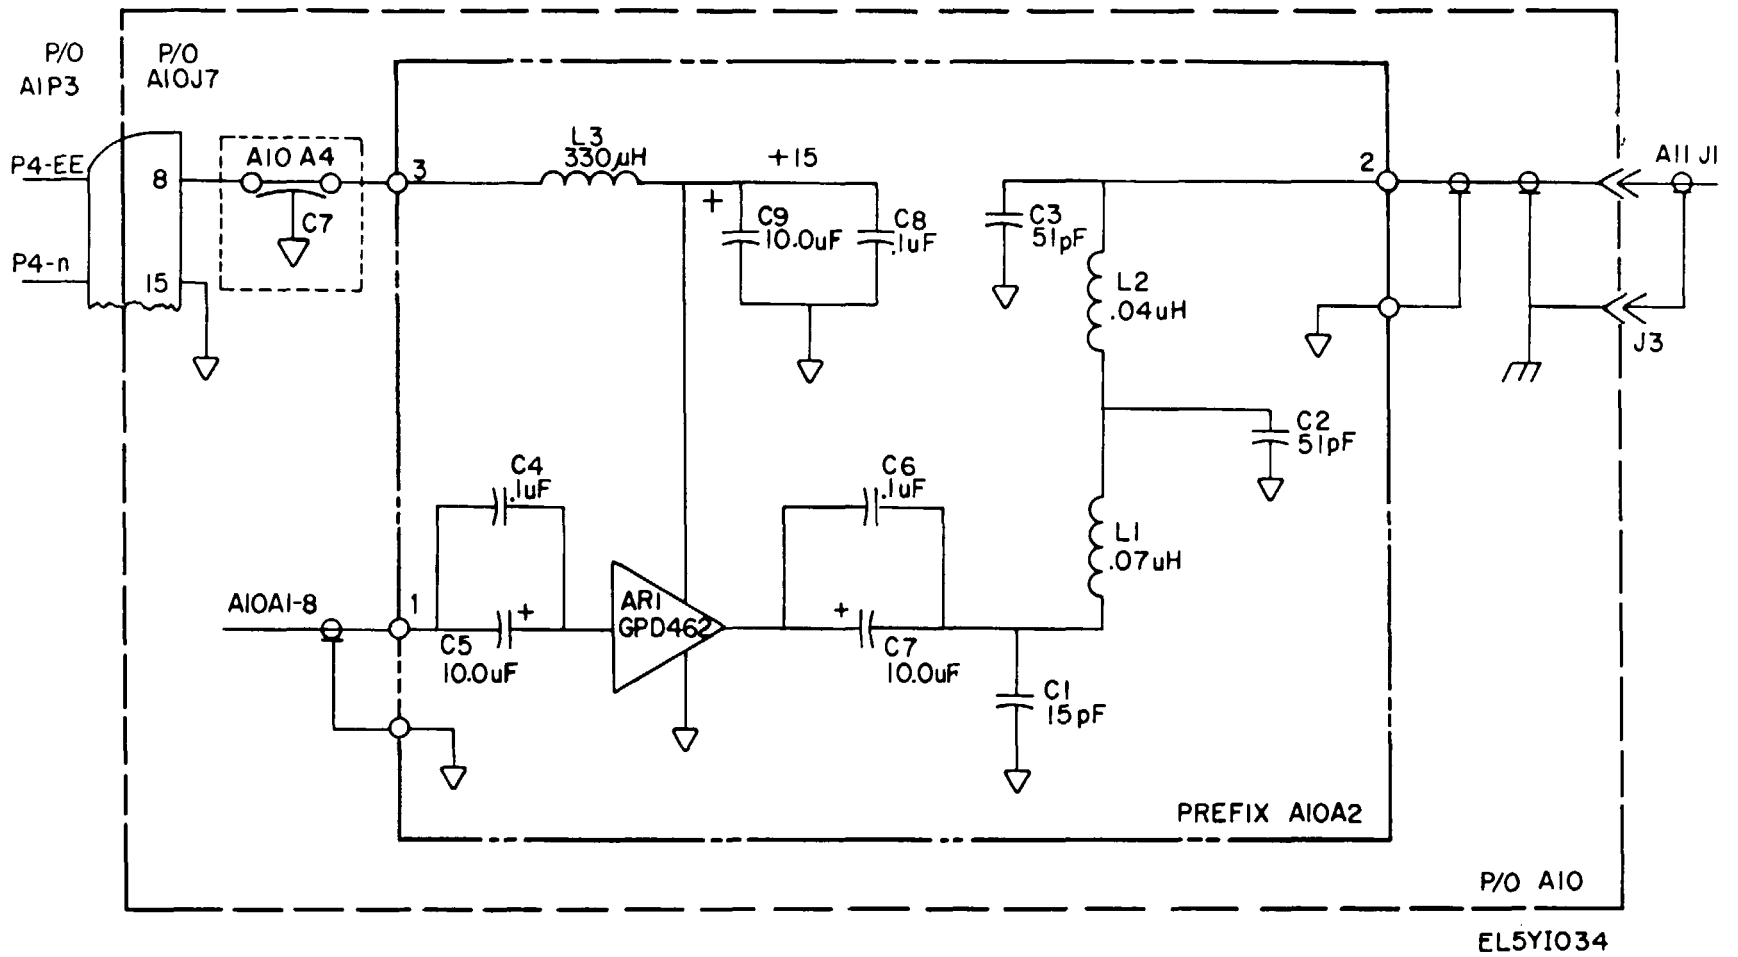 P/O
A1P3
P/O
A10J7
P4-EE
8
A10 A4
C7
3
L3
330µH
+15
+
C9
10.0uF
C8
.1uF
2
A11 J1
C3
51pF
P4-n
15
L2
.04uH
J3
C2
51pF
C4
.1uF
C6
.1uF
L1
.07uH
A10A1-8
1
C5
10.0uF
+
AR1
GPD462
+
C7
10.0uF
C1
15pF
PREFIX A10A2
P/O A10
EL5YI034